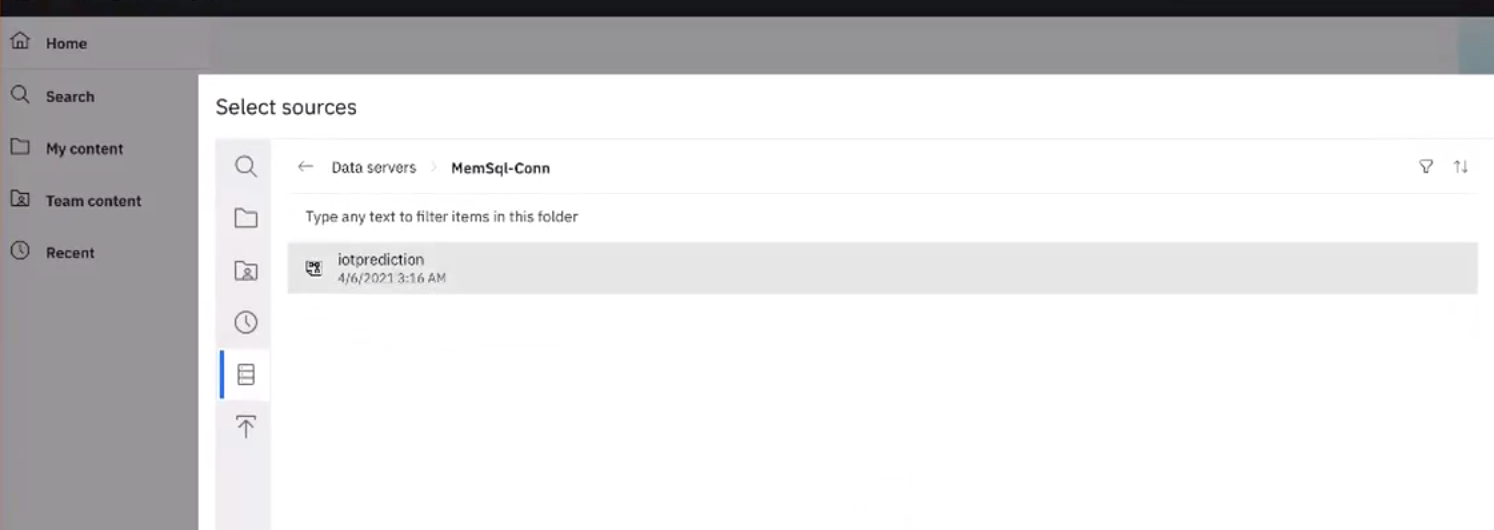 Home
Search
My content
Team content
Recent
Select sources
Data servers MemSql-Conn
Type any text to filter items in this folder
iotprediction
4/6/2021 3:16 AM